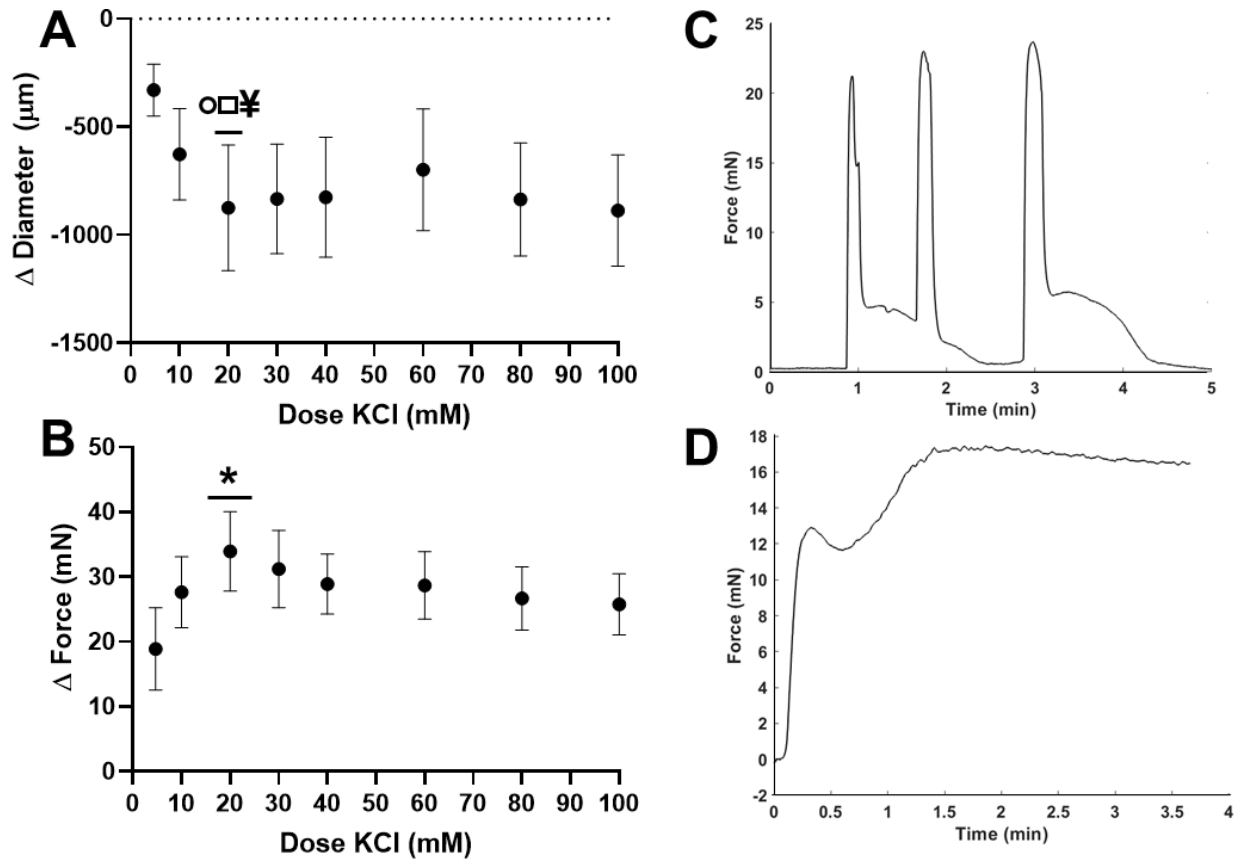 A
0
-500
-1000
-1500
Δ Diameter (μm)
○□¥
0 10 20 30 40 50 60 70 80 90 100
Dose KCl (mM)
B
50
40
30
20
10
0
Δ Force (mN)
*
0 10 20 30 40 50 60 70 80 90 100
Dose KCl (mM)
C
25
20
15
10
5
0
Force (mN)
0 1 2 3 4 5
Time (min)
D
18
16
14
12
10
8
6
4
2
0
-2
Force (mN)
0 0.5 1 1.5 2 2.5 3 3.5 4
Time (min)